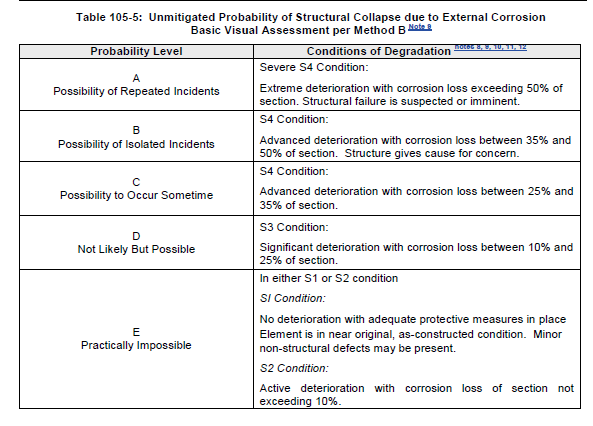 Table 105-5: Unmitigated Probability of Structural Collapse due to External Corrosion
Basic Visual Assessment per Method B Note 9
Probability Level
Conditions of Degradation notes 8, 9, 10, 11, 12
A
Possibility of Repeated Incidents
Severe S4 Condition:
Extreme deterioration with corrosion loss exceeding 50% of
section. Structural failure is suspected or imminent.
B
Possibility of Isolated Incidents
S4 Condition:
Advanced deterioration with corrosion loss between 35% and
50% of section. Structure gives cause for concern.
C
Possibility to Occur Sometime
S4 Condition:
Advanced deterioration with corrosion loss between 25% and
35% of section.
D
Not Likely But Possible
S3 Condition:
Significant deterioration with corrosion loss between 10% and
25% of section.
E
Practically Impossible
In either S1 or S2 condition
SI Condition:
No deterioration with adequate protective measures in place
Element is in near original, as-constructed condition. Minor
non-structural defects may be present.
S2 Condition:
Active deterioration with corrosion loss of section not
exceeding 10%.